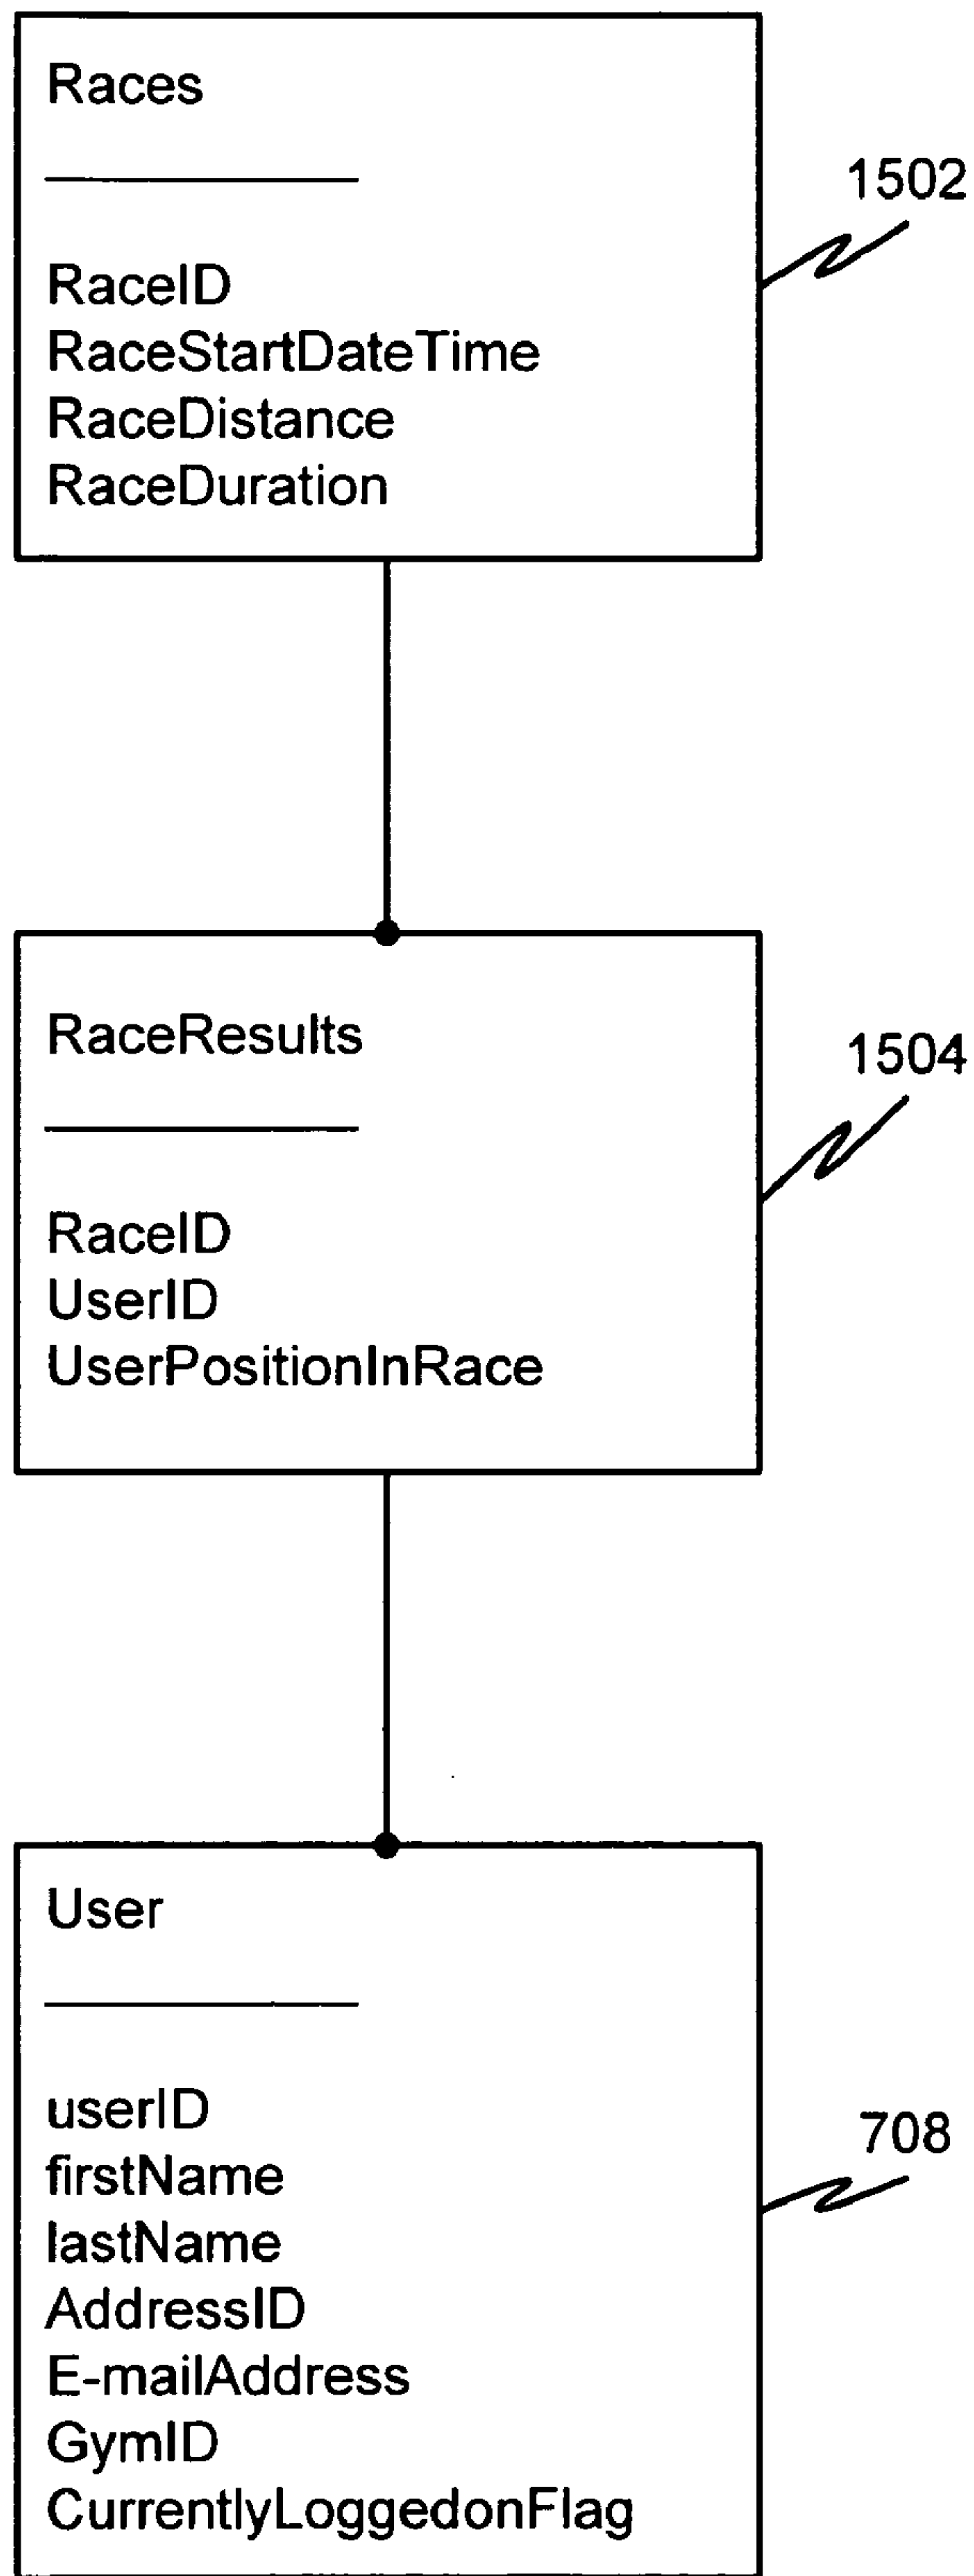 Races
1502
RaceID
RaceStartDateTime
RaceDistance
RaceDuration
RaceResults
1504
RaceID
UserID
UserPositionInRace
User
userID
708
firstName
lastName
AddressID
E-mailAddress
GymID
CurrentlyLoggedonFlag